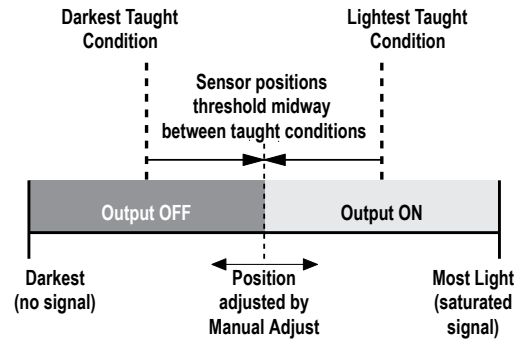 Darkest Taught
Condition
Lightest Taught
Condition
Sensor positions
threshold midway
between taught conditions
Output OFF
Output ON
Darkest
(no signal)
Position
adjusted by
Manual Adjust
Most Light
(saturated
signal)